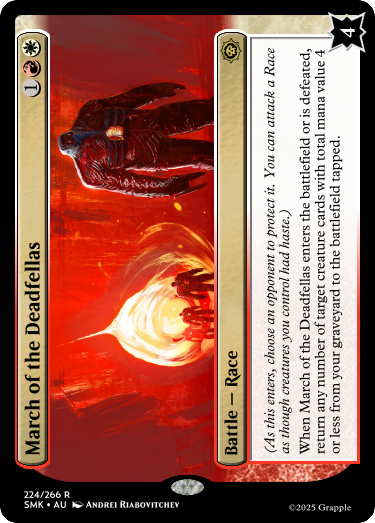 March of the Deadfellas
1
Battle — Race
(As this enters, choose an opponent to protect it. You can attack a Race
as though creatures you control had haste.)
When March of the Deadfellas enters the battlefield or is defeated,
return any number of target creature cards with total mana value 4
or less from your graveyard to the battlefield tapped.
4
224/266 R
SMK • AU Andrei Riabovitchev
©2025 Grapple